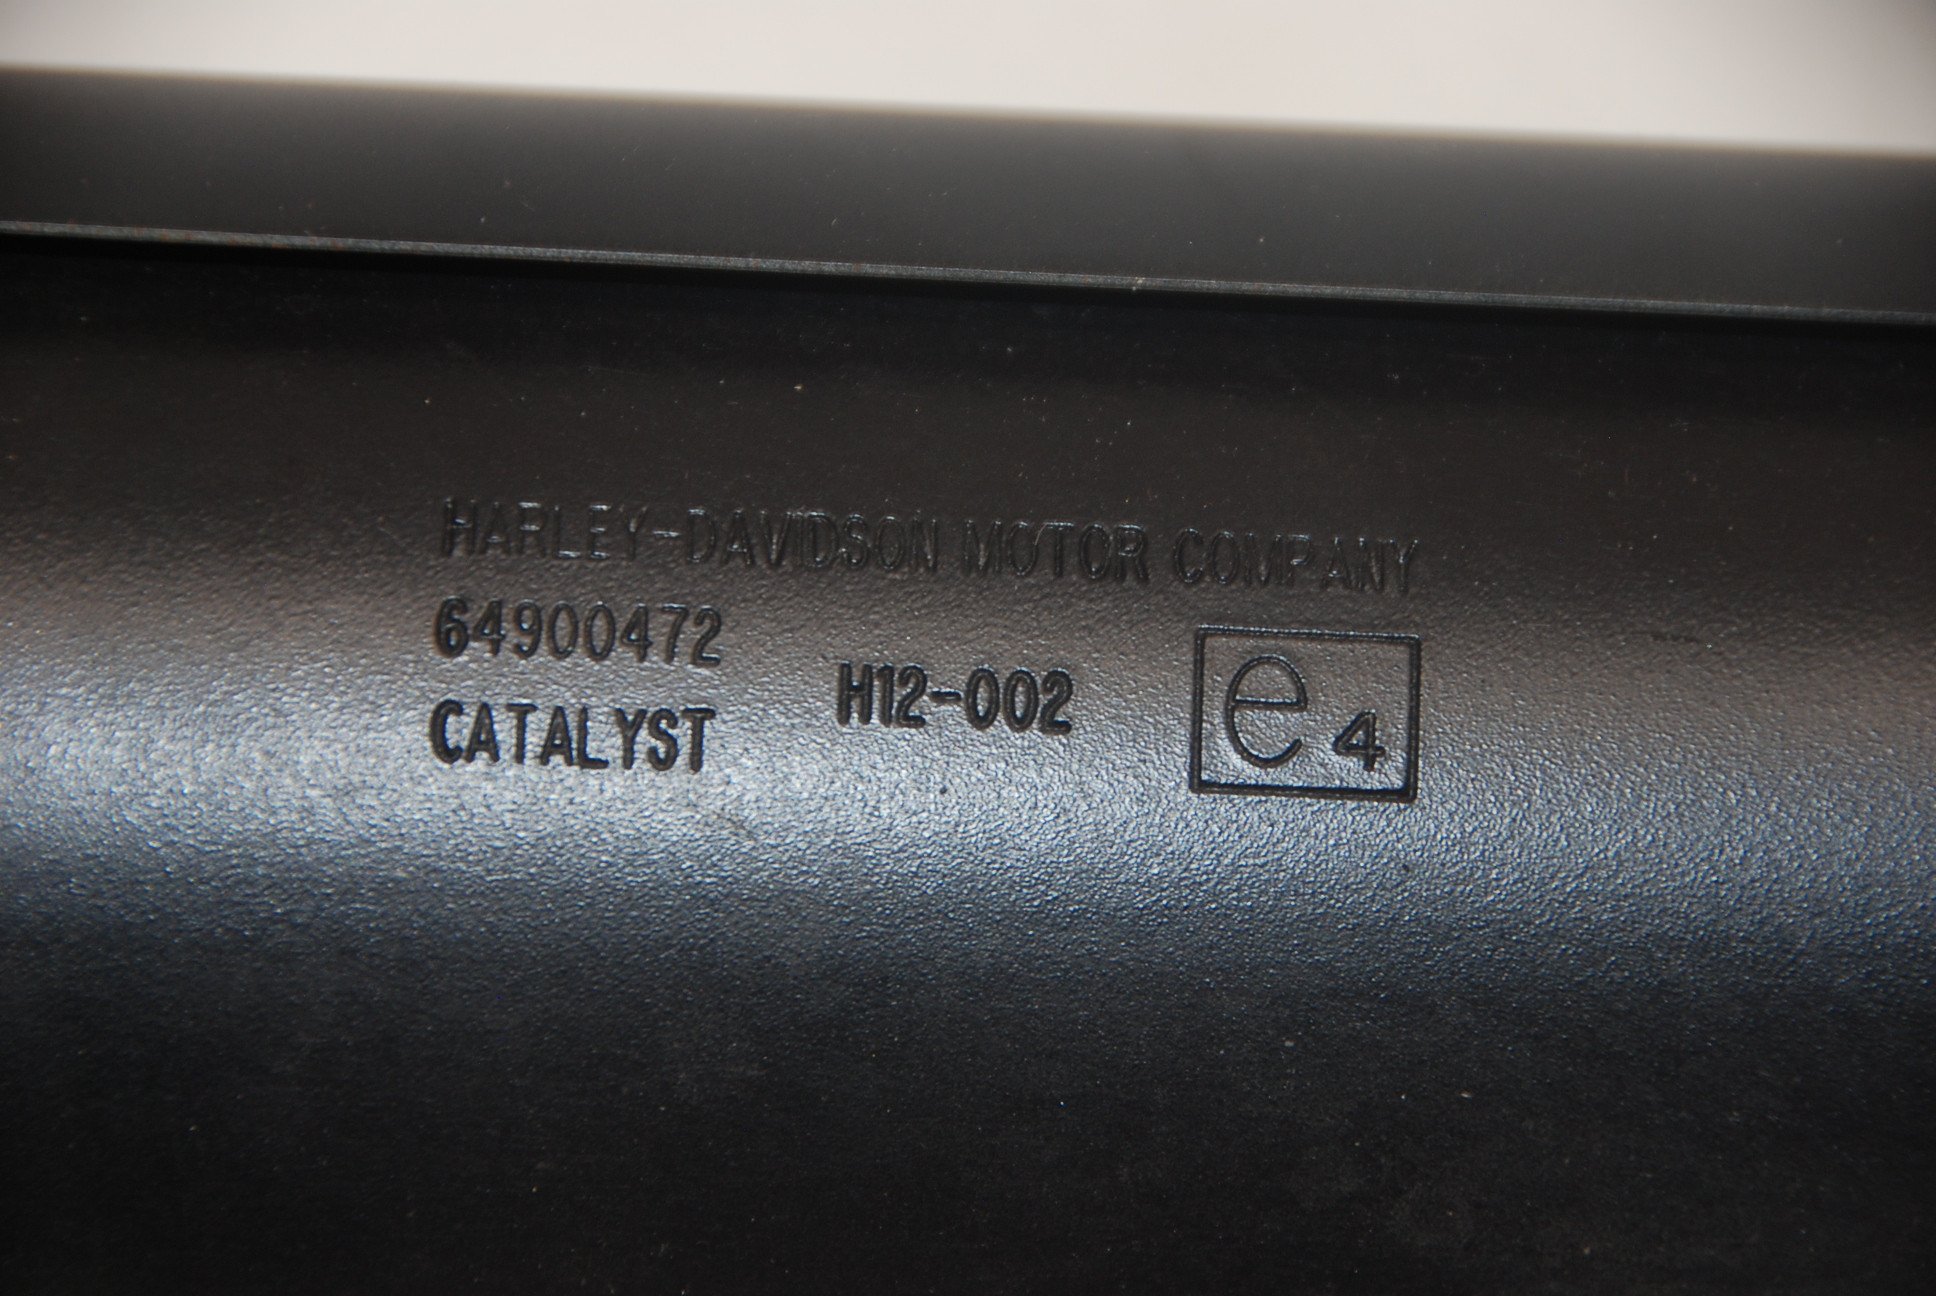 HARLEY-DAVIDSON MOTOR COMPANY
64900472
CATALYST
H12-002
e4